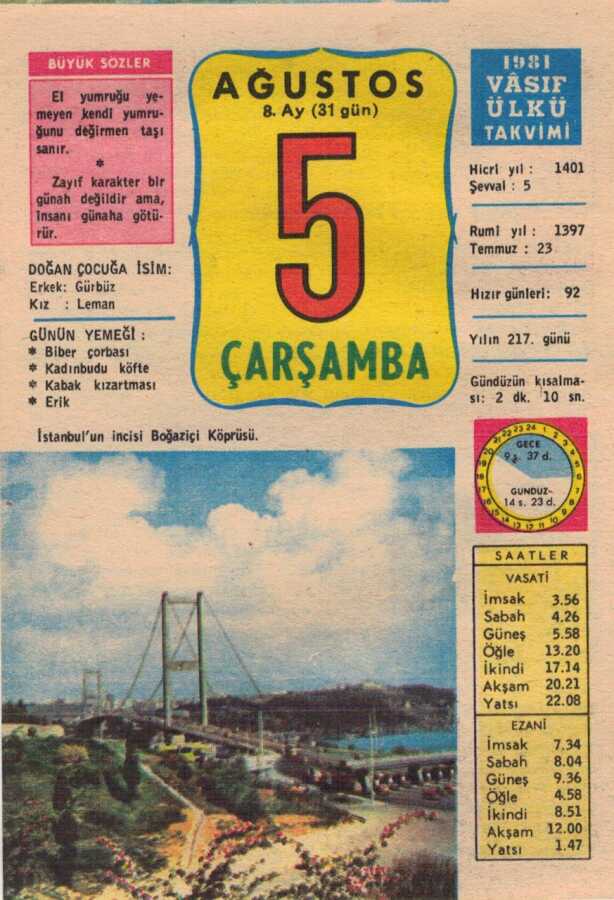 BÜYÜK SÖZLER
El yumruğu ye-
meyen kendi yumru-
ğunu değirmen taşı
sanır.
*
Zayıf karakter bir
günah değildir ama,
insanı günaha götü-
rür.
DOĞAN ÇOCUĞA İSİM:
Erkek: Gürbüz
Kız : Leman
GÜNÜN YEMEĞİ :
* Biber çorbası
* Kadınbudu köfte
* Kabak kızartması
* Erik
AĞUSTOS
8. Ay (31 gün)
5
ÇARŞAMBA
1981
VÂSIF
ÜLKÜ
TAKVİMİ
Hicri yıl : 1401
Şevval : 5
Rumi yıl : 1397
Temmuz : 23
Hızır günleri: 92
Yılın 217. günü
Gündüzün kısalma-
sı: 2 dk. 10 sn.
İstanbul'un incisi Boğaziçi Köprüsü.
GECE
9 s. 37 d.
GUNDUZ-
14 s. 23 d.
SAATLER
VASATİ
İmsak 3.56
Sabah 4.26
Güneş 5.58
Öğle 13.20
İkindi 17.14
Akşam 20.21
Yatsı 22.08
EZANİ
İmsak 7.34
Sabah 8.04
Güneş 9.36
Öğle 4.58
İkindi 8.51
Akşam 12.00
Yatsı 1.47